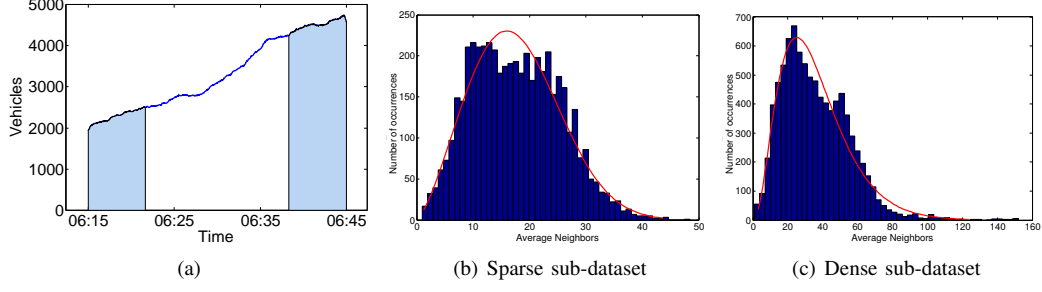 5000
4000
3000
2000
1000
0
Vehicles
06:15 06:25 06:35 06:45
Time
(a)
250
200
150
100
50
0
Number of occurrences
0 10 20 30 40 50
Average Neighbors
(b) Sparse sub-dataset
700
600
500
400
300
200
100
0
Number of occurrences
0 20 40 60 80 100 120 140 160
Average Neighbors
(c) Dense sub-dataset